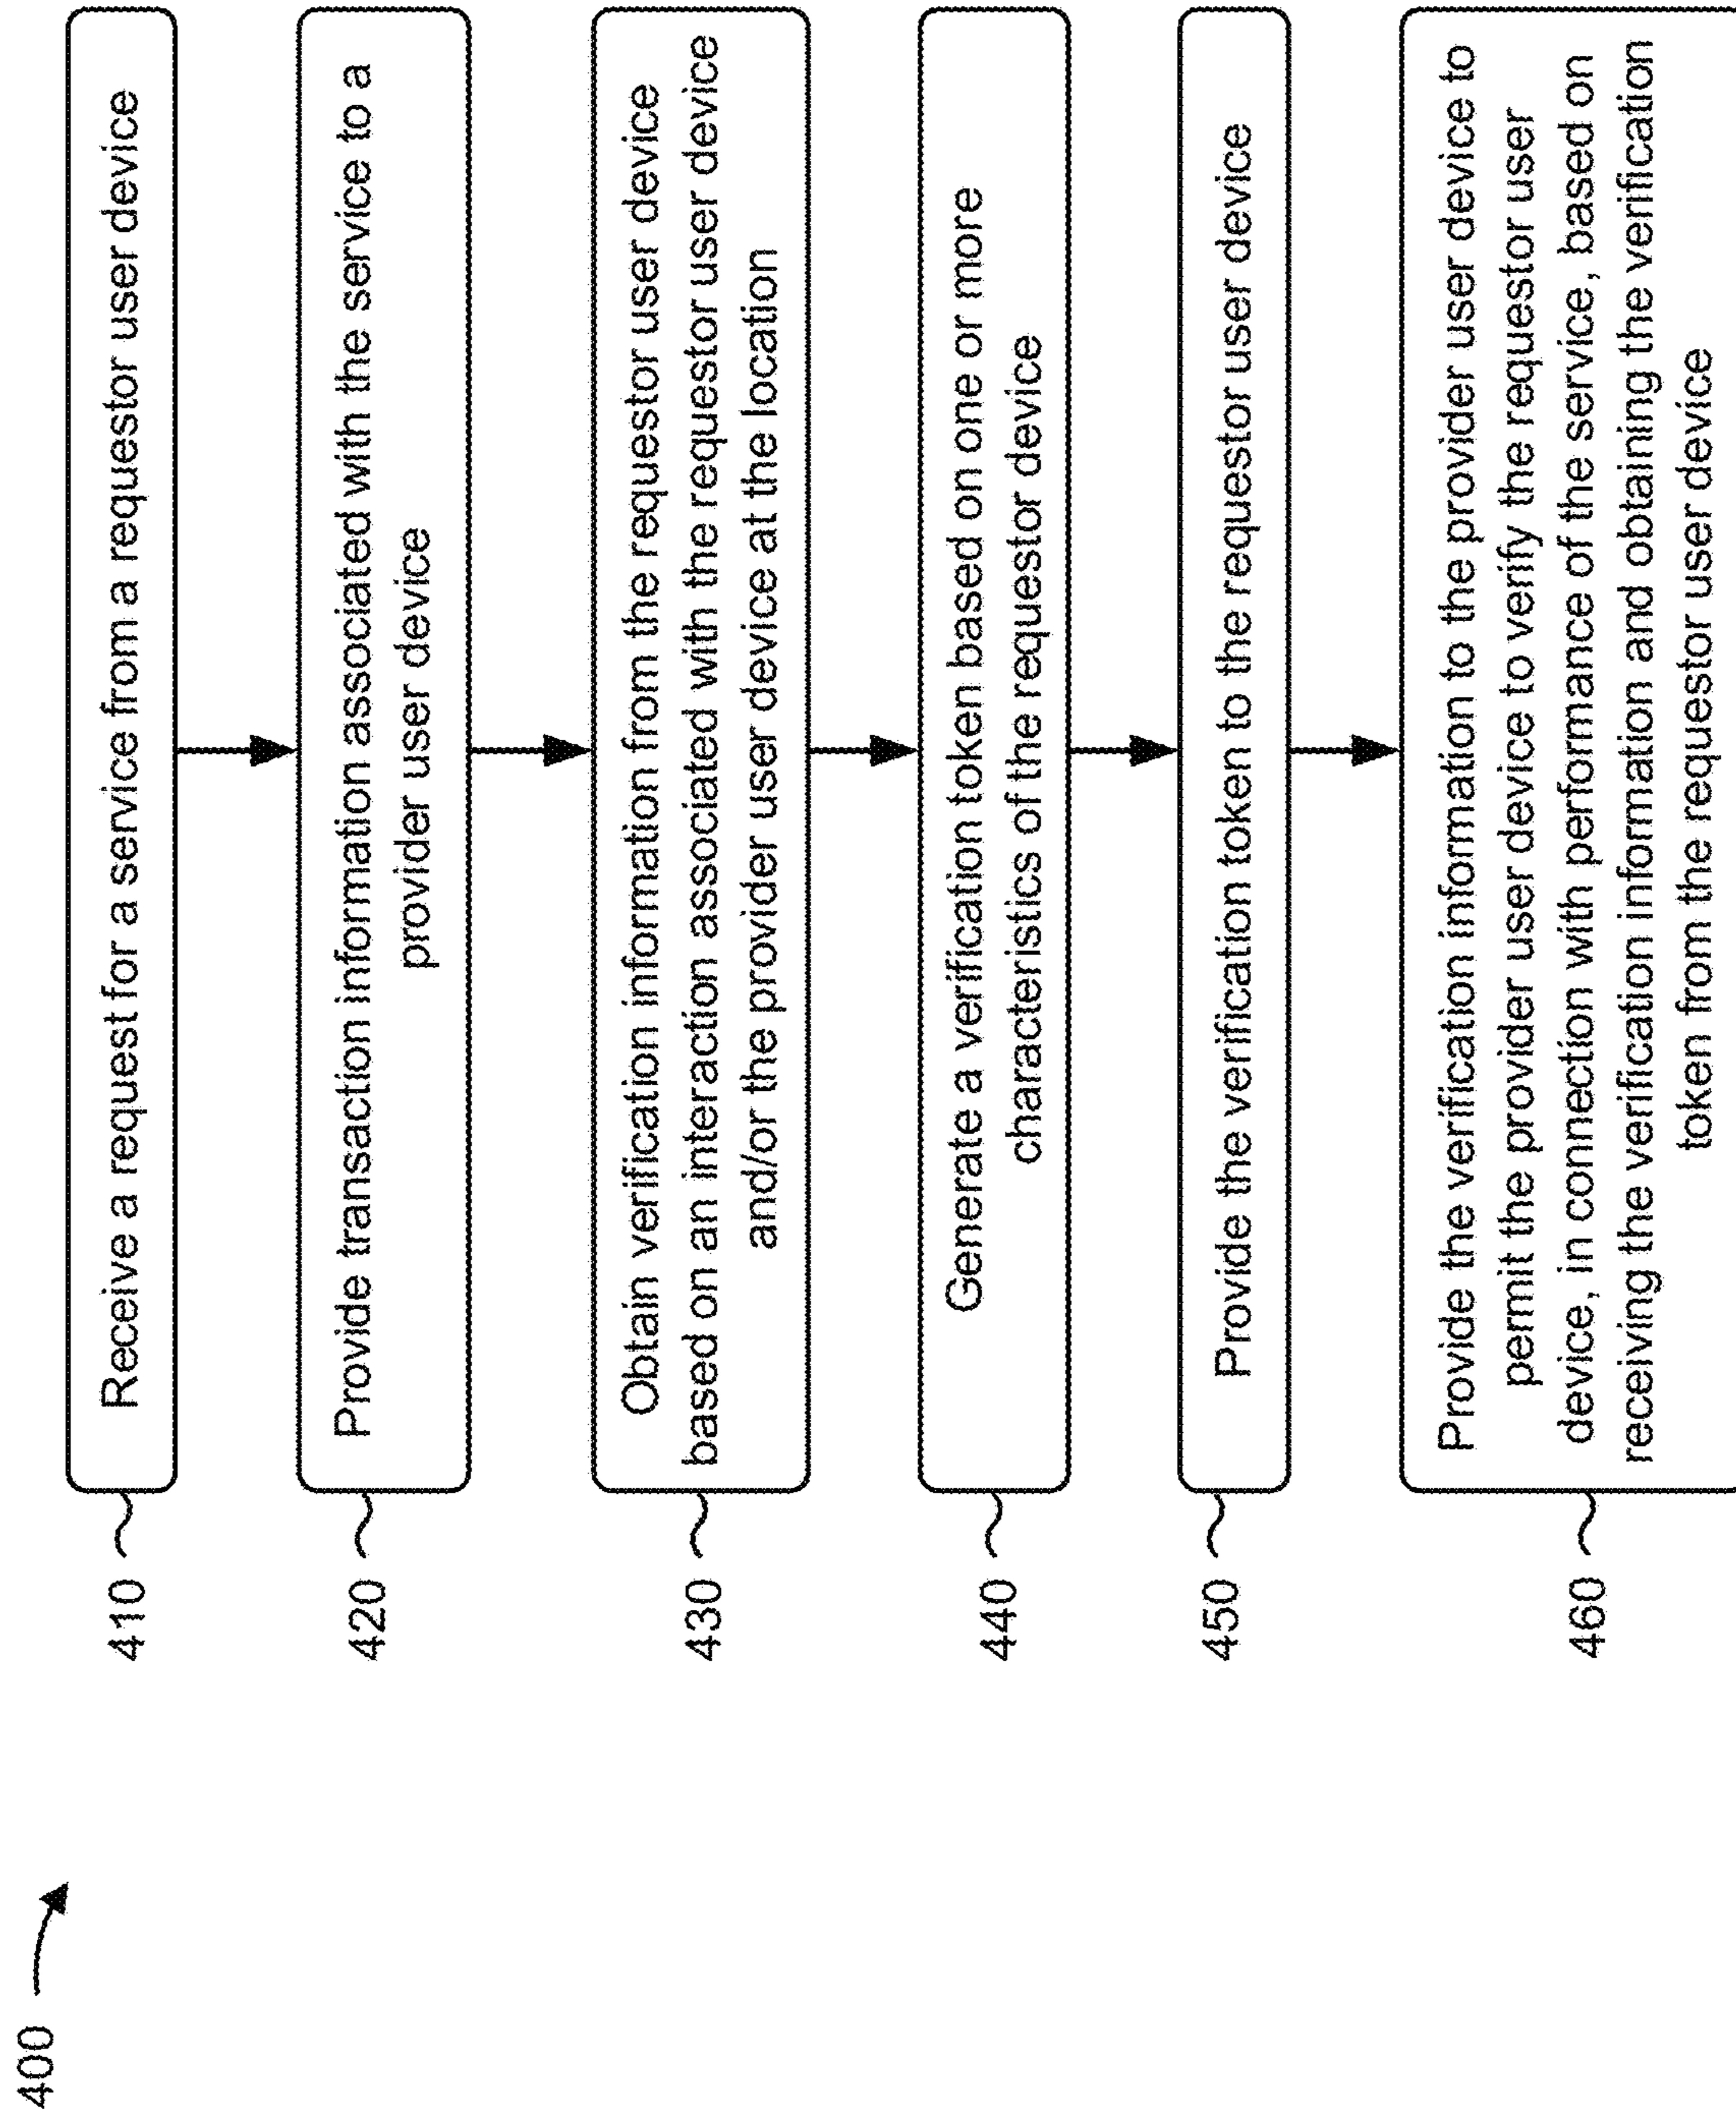 400
410
Receive a request for a service from a requestor user device
420
Provide transaction information associated with the service to a
provider user device
430
Obtain verification information from the requestor user device
based on an interaction associated with the requestor user device
and/or the provider user device at the location
440
Generate a verification token based on one or more
characteristics of the requestor device
450
Provide the verification token to the requestor user device
460
Provide the verification information to the provider user device to
permit the provider user device to verify the requestor user
device, in connection with performance of the service, based on
receiving the verification information and obtaining the verification
token from the requestor user device